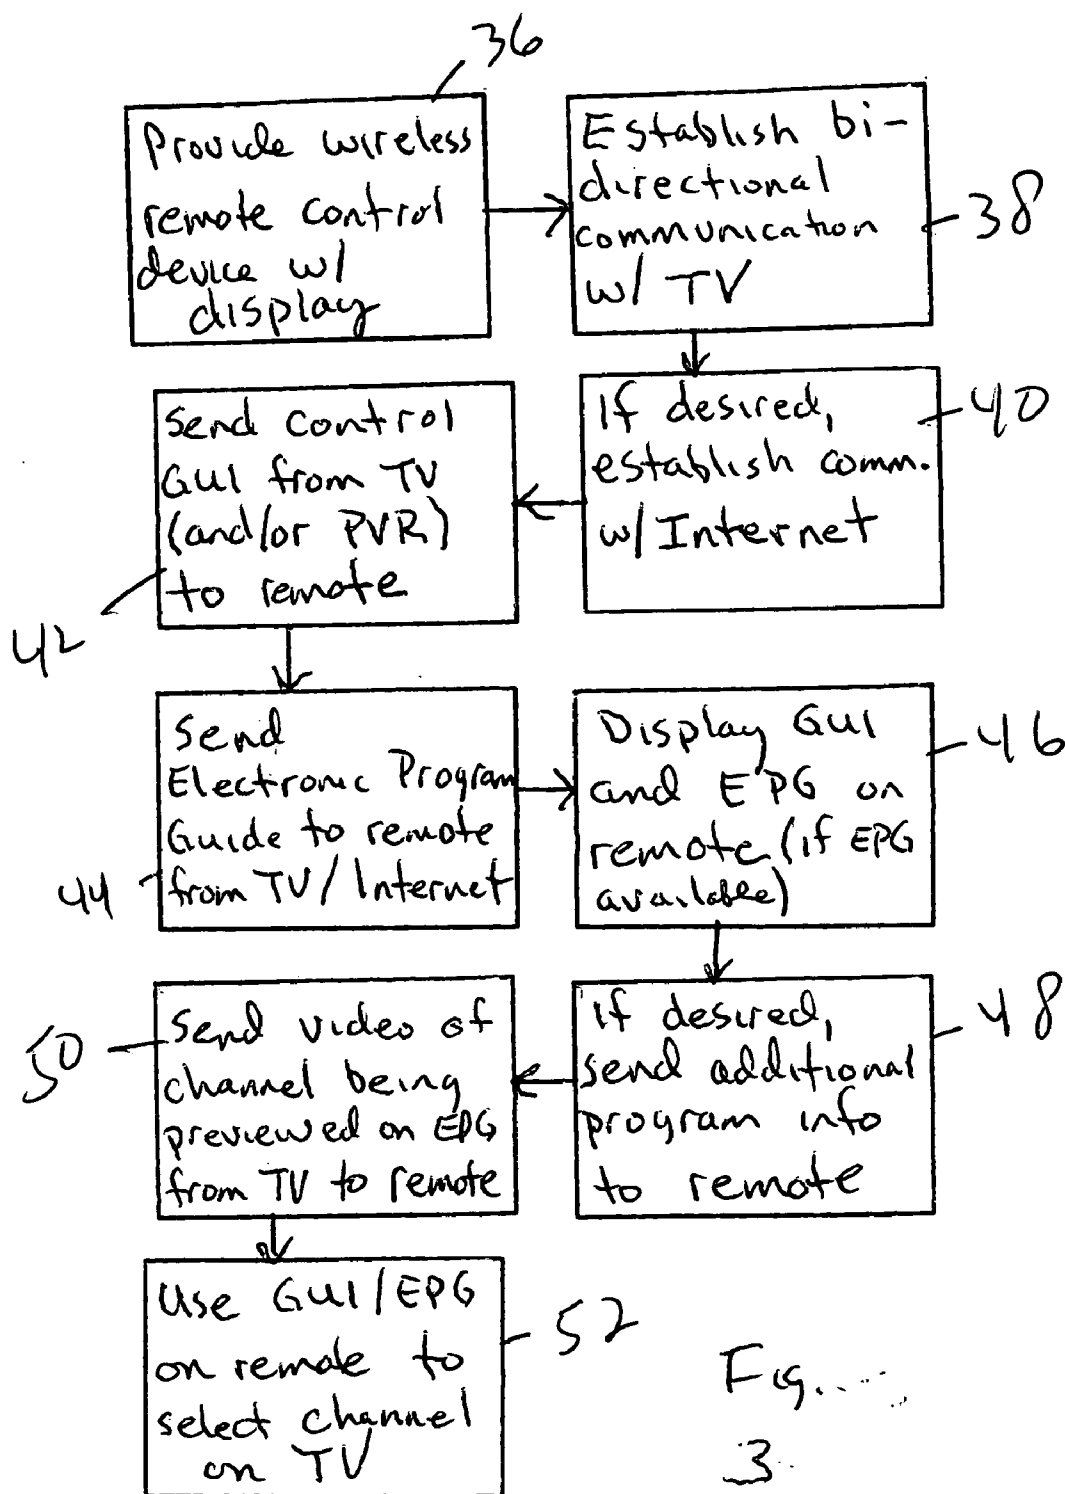 36
Provide wireless
remote control
device w/
display
Establish bi-
directional
communication
w/ TV
38
If desired,
establish comm.
w/ Internet
40
Send control
GUI from TV
(and/or PVR)
to remote
42
Send
Electronic Program
Guide to remote
from TV/Internet
44
Display GUI
and EPG on
remote (if EPG
available)
46
If desired,
send additional
program info
to remote
48
Send video of
channel being
previewed on EPG
from TV to remote
50
Use GUI/EPG
on remote to
select channel
on TV
52
Fig.
3